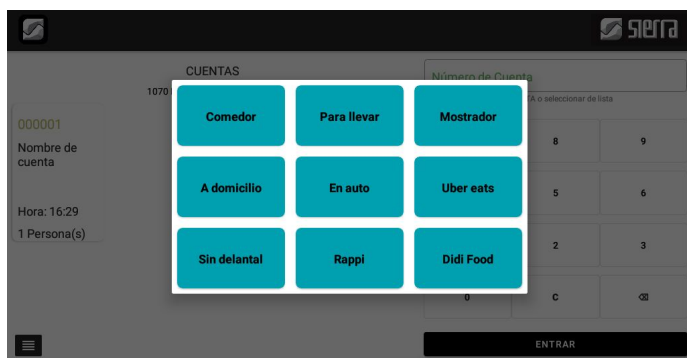 sierra
CUENTAS
1070
Número de Cuenta
TA o seleccionar de lista
000001
Nombre de
cuenta
Hora: 16:29
1 Persona(s)
Comedor
Para llevar
Mostrador
A domicilio
En auto
Uber eats
Sin delantal
Rappi
Didi Food
8
9
5
6
2
3
0
C
ENTRAR